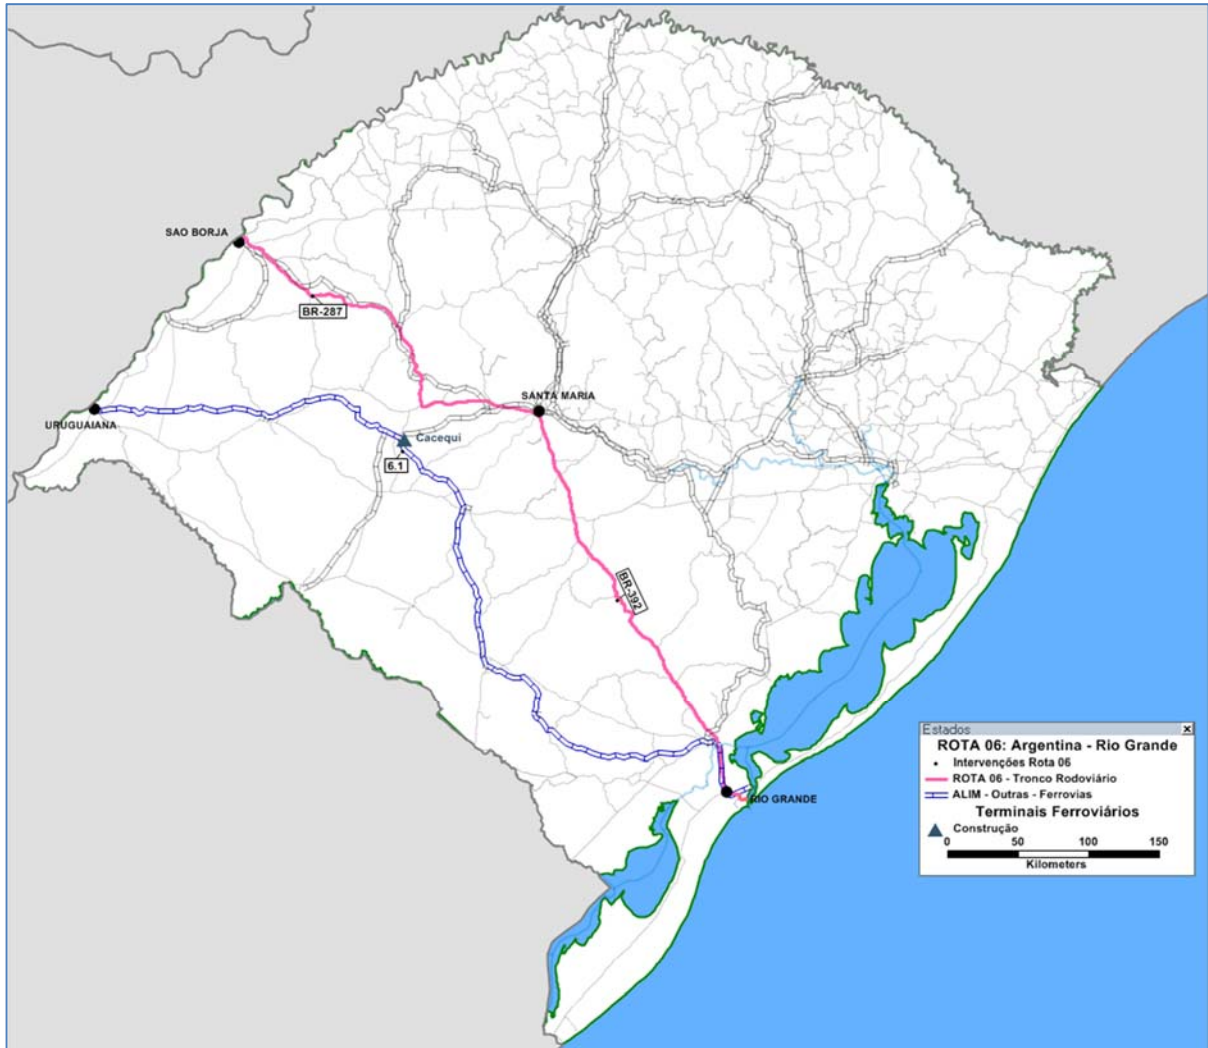 SAO BORJA
BR-287
SANTA MARIA
URUGUAIANA
Cacequi
6.1
BR-392
RIO GRANDE
Estados
ROTA 06: Argentina - Rio Grande
Intervenções Rota 06
ROTA 06 - Tronco Rodoviário
ALIM - Outras - Ferrovias
Terminais Ferroviários
Construção
0 50 100 150
Kilometers